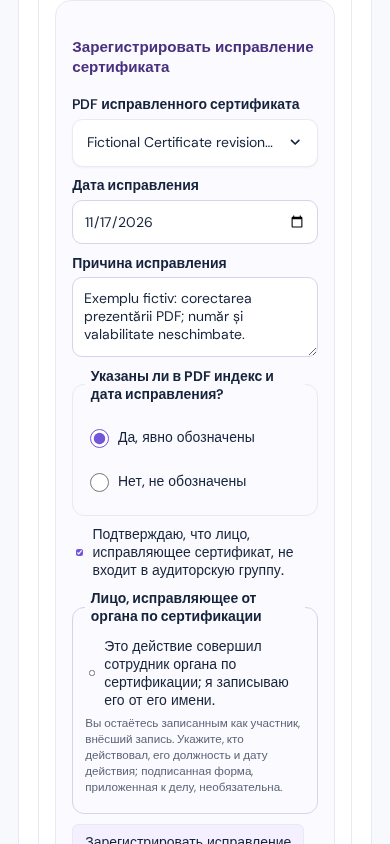 Зарегистрировать исправление
сертификата
PDF исправленного сертификата
Fictional Certificate revision…
Дата исправления
11/17/2026
Причина исправления
Exemplu fictiv: corectarea
prezentării PDF; număr și
valabilitate neschimbate.
Указаны ли в PDF индекс и
дата исправления?
Да, явно обозначены
Нет, не обозначены
Подтверждаю, что лицо,
исправляющее сертификат, не
входит в аудиторскую группу.
Лицо, исправляющее от
органа по сертификации
Это действие совершил
сотрудник органа по
сертификации; я записываю
его от его имени.
Вы остаётесь записанным как участник,
внёсший запись. Укажите, кто
действовал, его должность и дату
действия; подписанная форма,
приложенная к делу, необязательна.
Зарегистрировать исправление